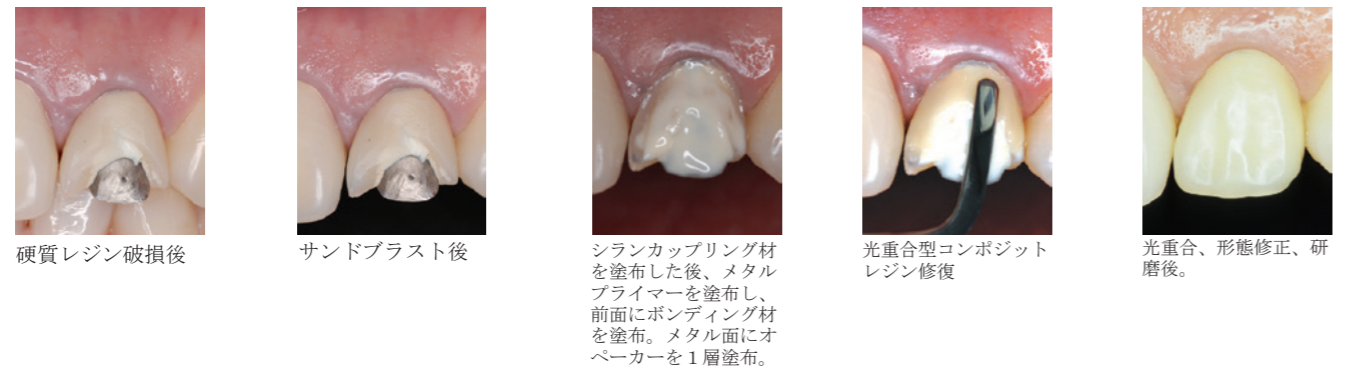 硬質レジン破損後
サンドブラスト後
シランカップリング材
を塗布した後、メタル
プライマーを塗布し、
前面にボンディング材
を塗布。メタル面にオ
ペーカーを１層塗布。
光重合型コンポジット
レジン修復
光重合、形態修正、研
磨後。